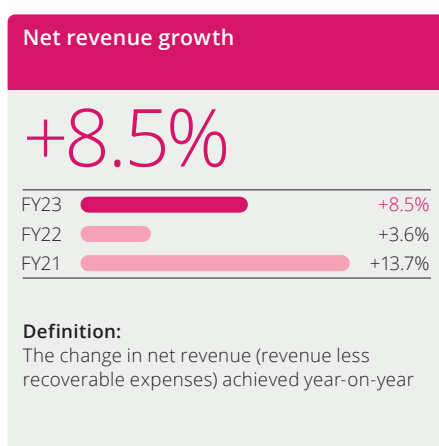 Net revenue growth
+8.5%
FY23 +8.5%
FY22 +3.6%
FY21 +13.7%
Definition:
The change in net revenue (revenue less
recoverable expenses) achieved year-on-year